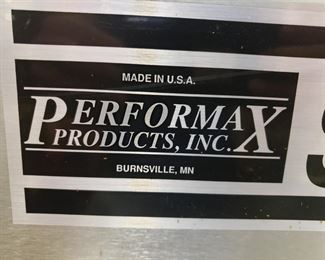 MADE IN U.S.A.
PERFORMAX
PRODUCTS, INC.
BURNSVILLE, MN